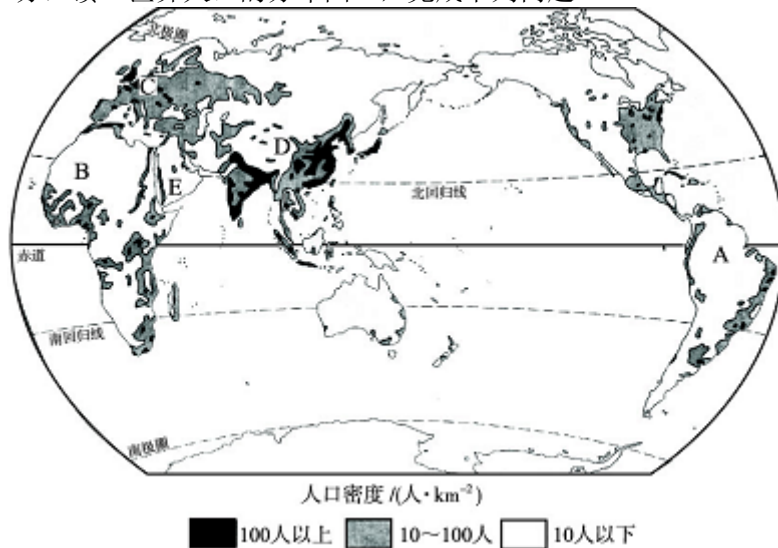 北极圈
C
B
D
E
北回归线
赤道
A
南回归线
南极圈
人口密度 /(人·km⁻²)
100人以上 10～100人 10人以下